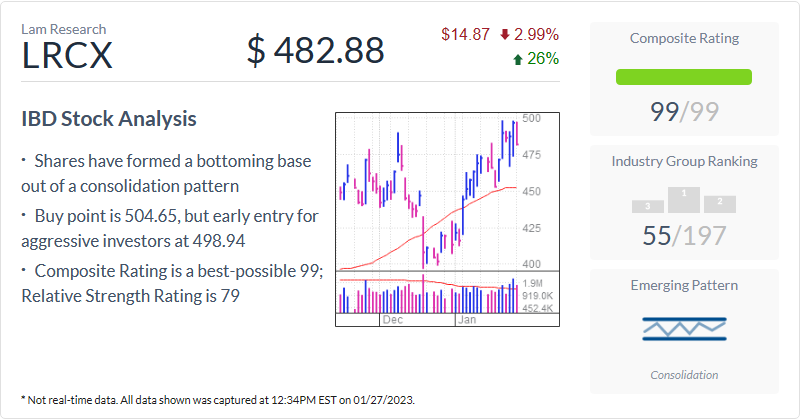 Lam Research
LRCX
$ 482.88
$14.87 2.99%
26%
IBD Stock Analysis
· Shares have formed a bottoming base
out of a consolidation pattern
· Buy point is 504.65, but early entry for
aggressive investors at 498.94
· Composite Rating is a best-possible 99;
Relative Strength Rating is 79
500
475
450
425
400
1.9M
919.0K
452.4K
Dec Jan
Composite Rating
99/99
Industry Group Ranking
3 1 2
55/197
Emerging Pattern
Consolidation
* Not real-time data. All data shown was captured at 12:34PM EST on 01/27/2023.